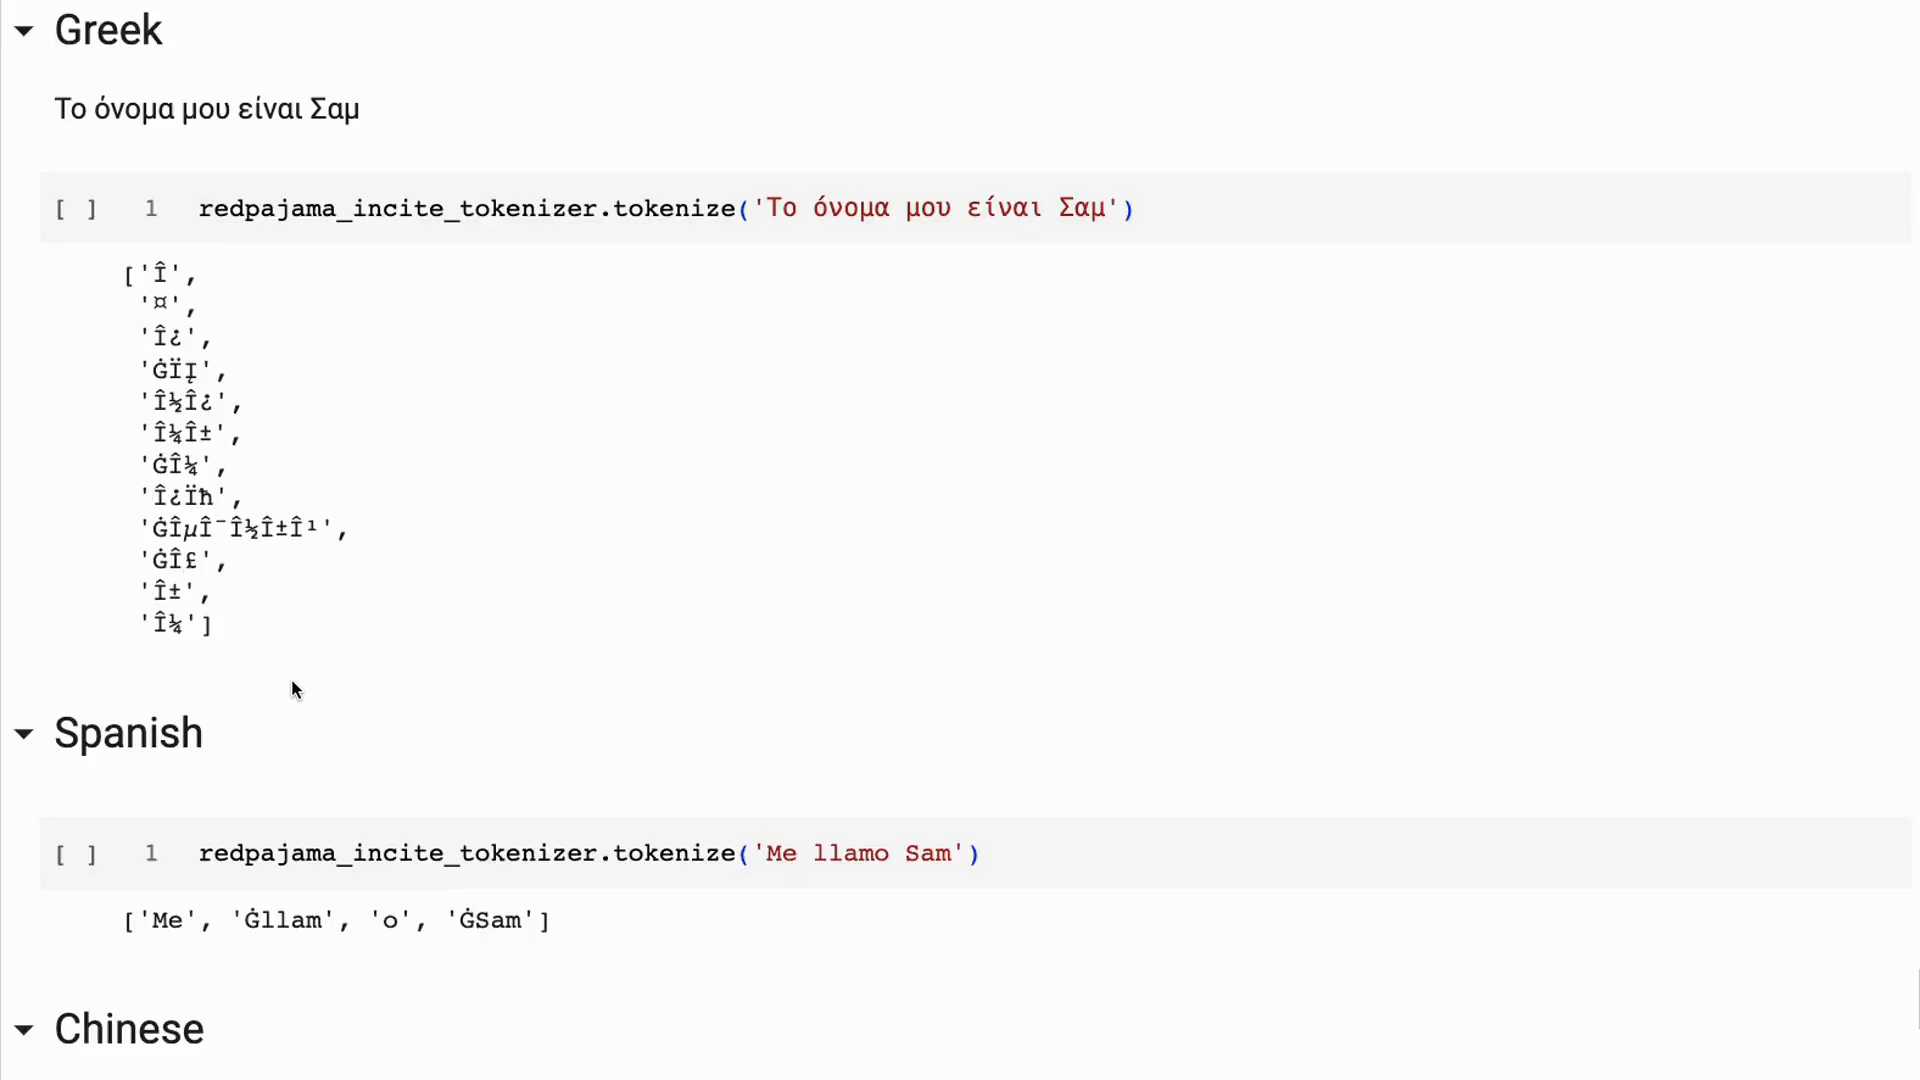 Greek
Το όνομα μου είναι Σαμ
[ ] 1 redpajama_incite_tokenizer.tokenize('Το όνομα μου είναι Σαμ')
['Î',
'¤',
'Î¿',
'ĠÏĮ',
'Î½Î¿',
'Î¼Î±',
'ĠÎ¼',
'Î¿Ïħ',
'ĠÎµÎ¯Î½Î±Î¹',
'ĠÎ£',
'Î±',
'Î¼']
Spanish
[ ] 1 redpajama_incite_tokenizer.tokenize('Me llamo Sam')
['Me', 'Ġllam', 'o', 'ĠSam']
Chinese